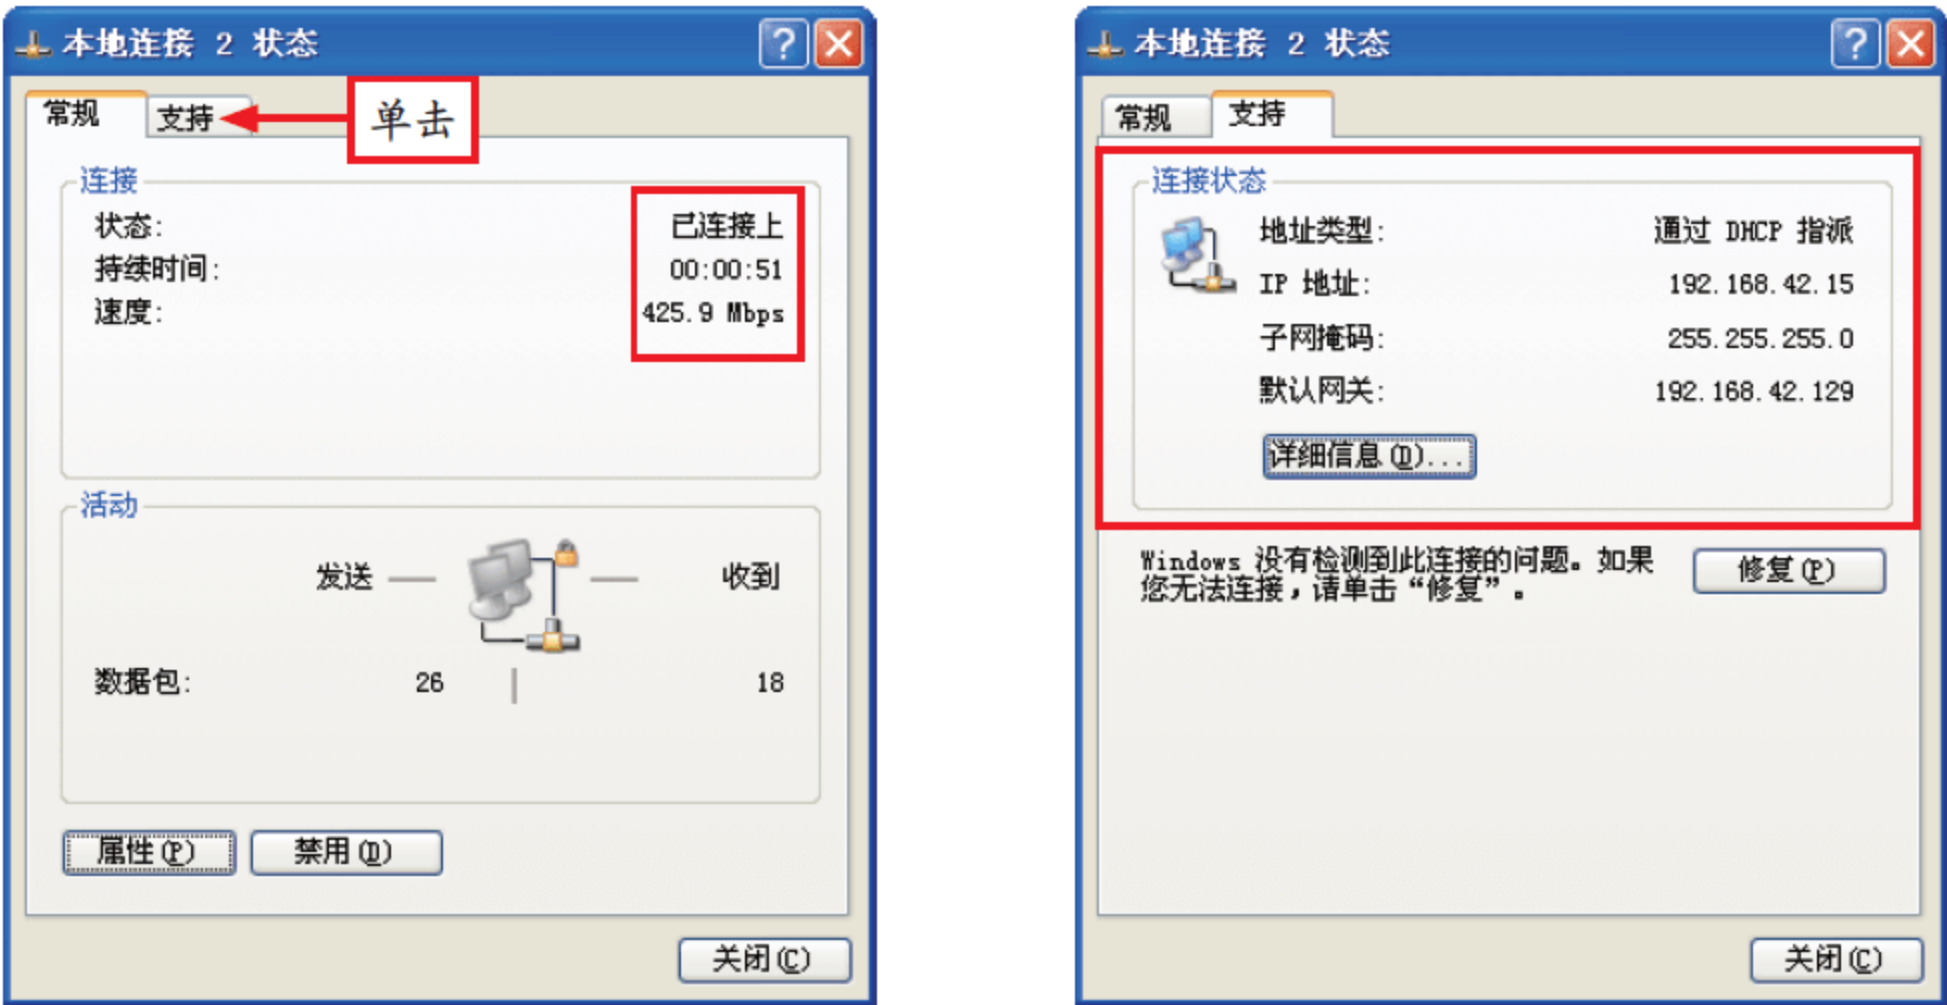 本地连接 2 状态
常规
支持
单击
连接
状态: 已连接上
持续时间: 00:00:51
速度: 425.9 Mbps
活动
发送
收到
数据包: 26 18
属性(P)
禁用(D)
关闭(C)
本地连接 2 状态
常规
支持
连接状态
地址类型: 通过 DHCP 指派
IP 地址: 192.168.42.15
子网掩码: 255.255.255.0
默认网关: 192.168.42.129
详细信息(D)...
Windows 没有检测到此连接的问题。如果
您无法连接,请单击“修复”。
修复(P)
关闭(C)